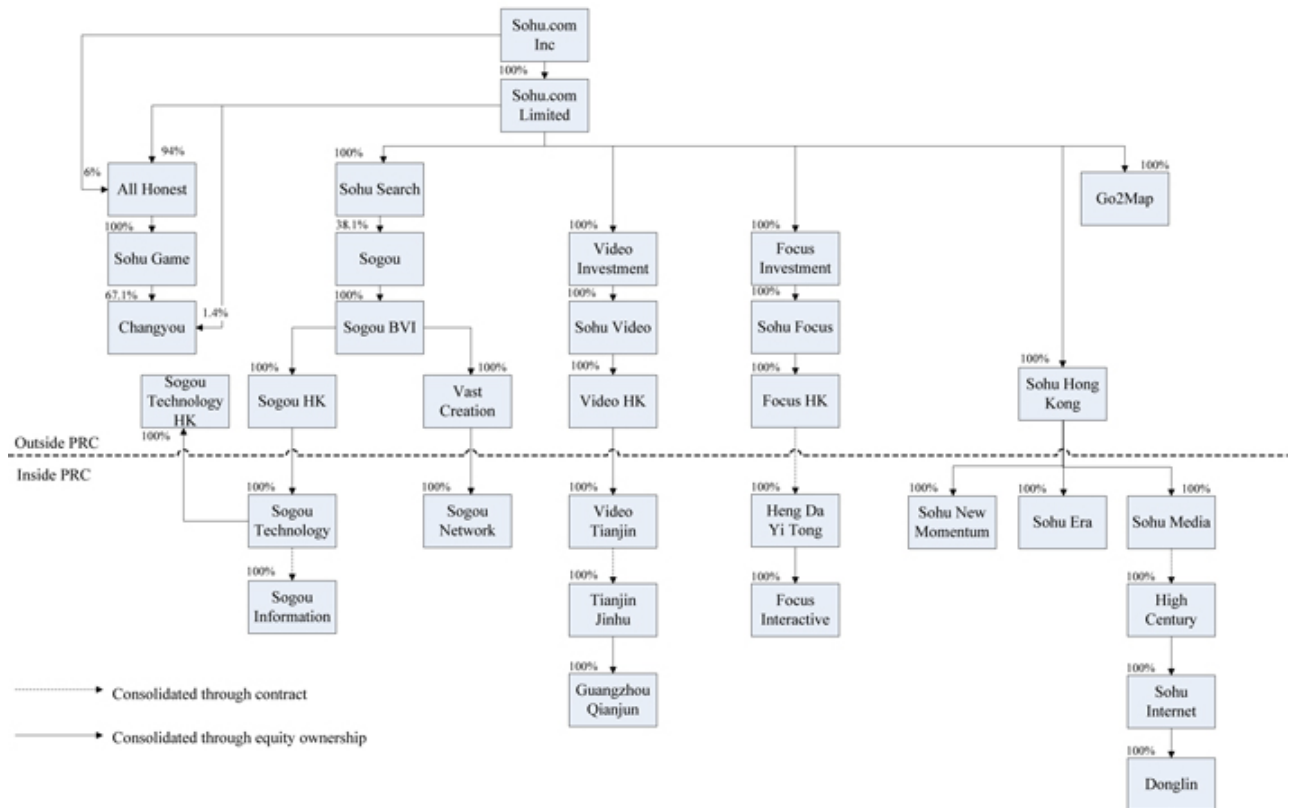 Sohu.com
Inc
100%
Sohu.com
Limited
94%
6%
All Honest
100%
Sohu Game
67.1%
1.4%
Changyou
100%
Sohu Search
38.1%
Sogou
100%
Sogou BVI
100%
Video
Investment
100%
Sohu Video
100%
Focus
Investment
100%
Sohu Focus
100%
Go2Map
Sogou
Technology
HK
100%
100%
Sogou HK
100%
Vast
Creation
100%
Video HK
100%
Focus HK
100%
Sohu Hong
Kong
Outside PRC
Inside PRC
100%
Sogou
Technology
100%
Sogou
Network
100%
Video
Tianjin
100%
Heng Da
Yi Tong
100%
Sohu New
Momentum
100%
Sohu Era
100%
Sohu Media
100%
Sogou
Information
100%
Tianjin
Jinhu
100%
Focus
Interactive
100%
High
Century
100%
Guangzhou
Qianjun
100%
Sohu
Internet
100%
Donglin
Consolidated through contract
Consolidated through equity ownership